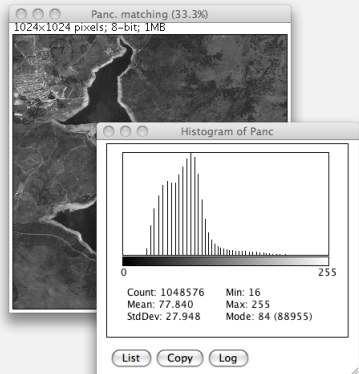 Panc. matching (33.3%)
1024x1024 pixels; 8-bit; 1MB
Histogram of Panc
0 255
Count: 1048576 Min: 16
Mean: 77.840 Max: 255
StdDev: 27.948 Mode: 84 (88955)
List Copy Log